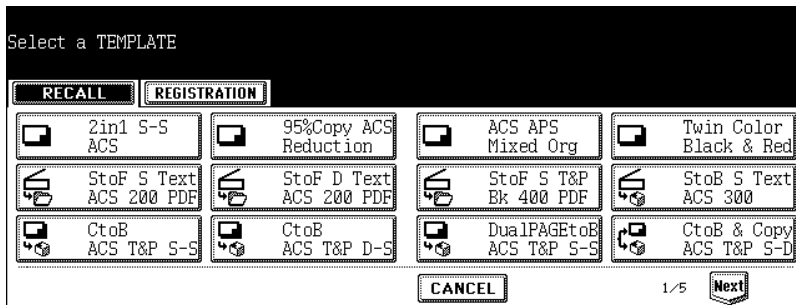 Select a TEMPLATE
RECALL REGISTRATION
2in1 S-S
ACS
95%Copy ACS
Reduction
ACS APS
Mixed Org
Twin Color
Black & Red
StoF S Text
ACS 200 PDF
StoF D Text
ACS 200 PDF
StoF S T&P
Bk 400 PDF
StoB S Text
ACS 300
CtoB
ACS T&P S-S
CtoB
ACS T&P D-S
DualPAGEtoB
ACS T&P S-S
CtoB & Copy
ACS T&P S-D
CANCEL 1/5 Next